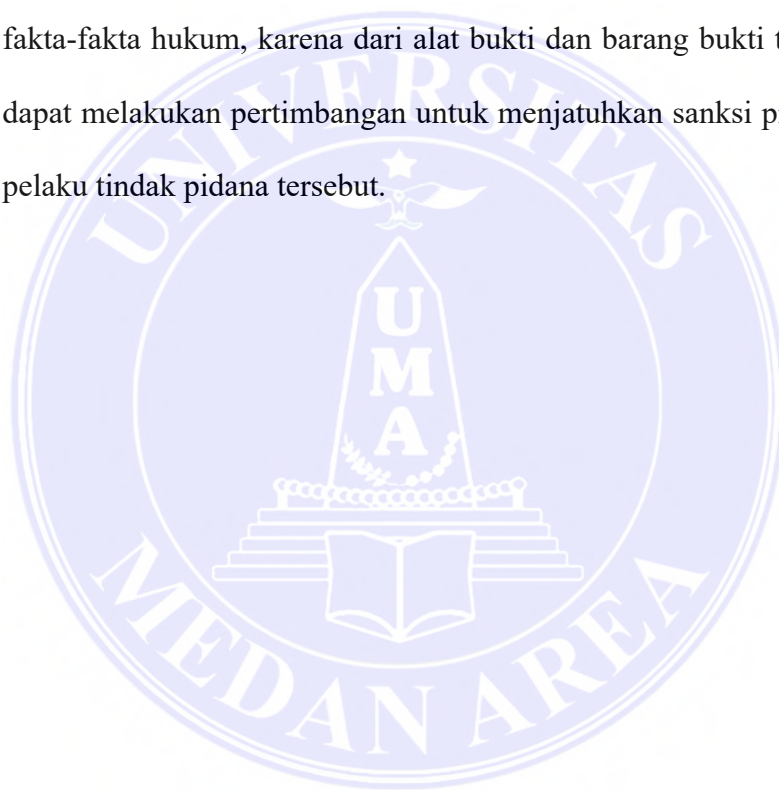 fakta-fakta hukum, karena dari alat bukti dan barang bukti
dapat melakukan pertimbangan untuk menjatuhkan sanksi
pelaku tindak pidana tersebut.
UNIVERSITAS
UMA
MEDAN AREA